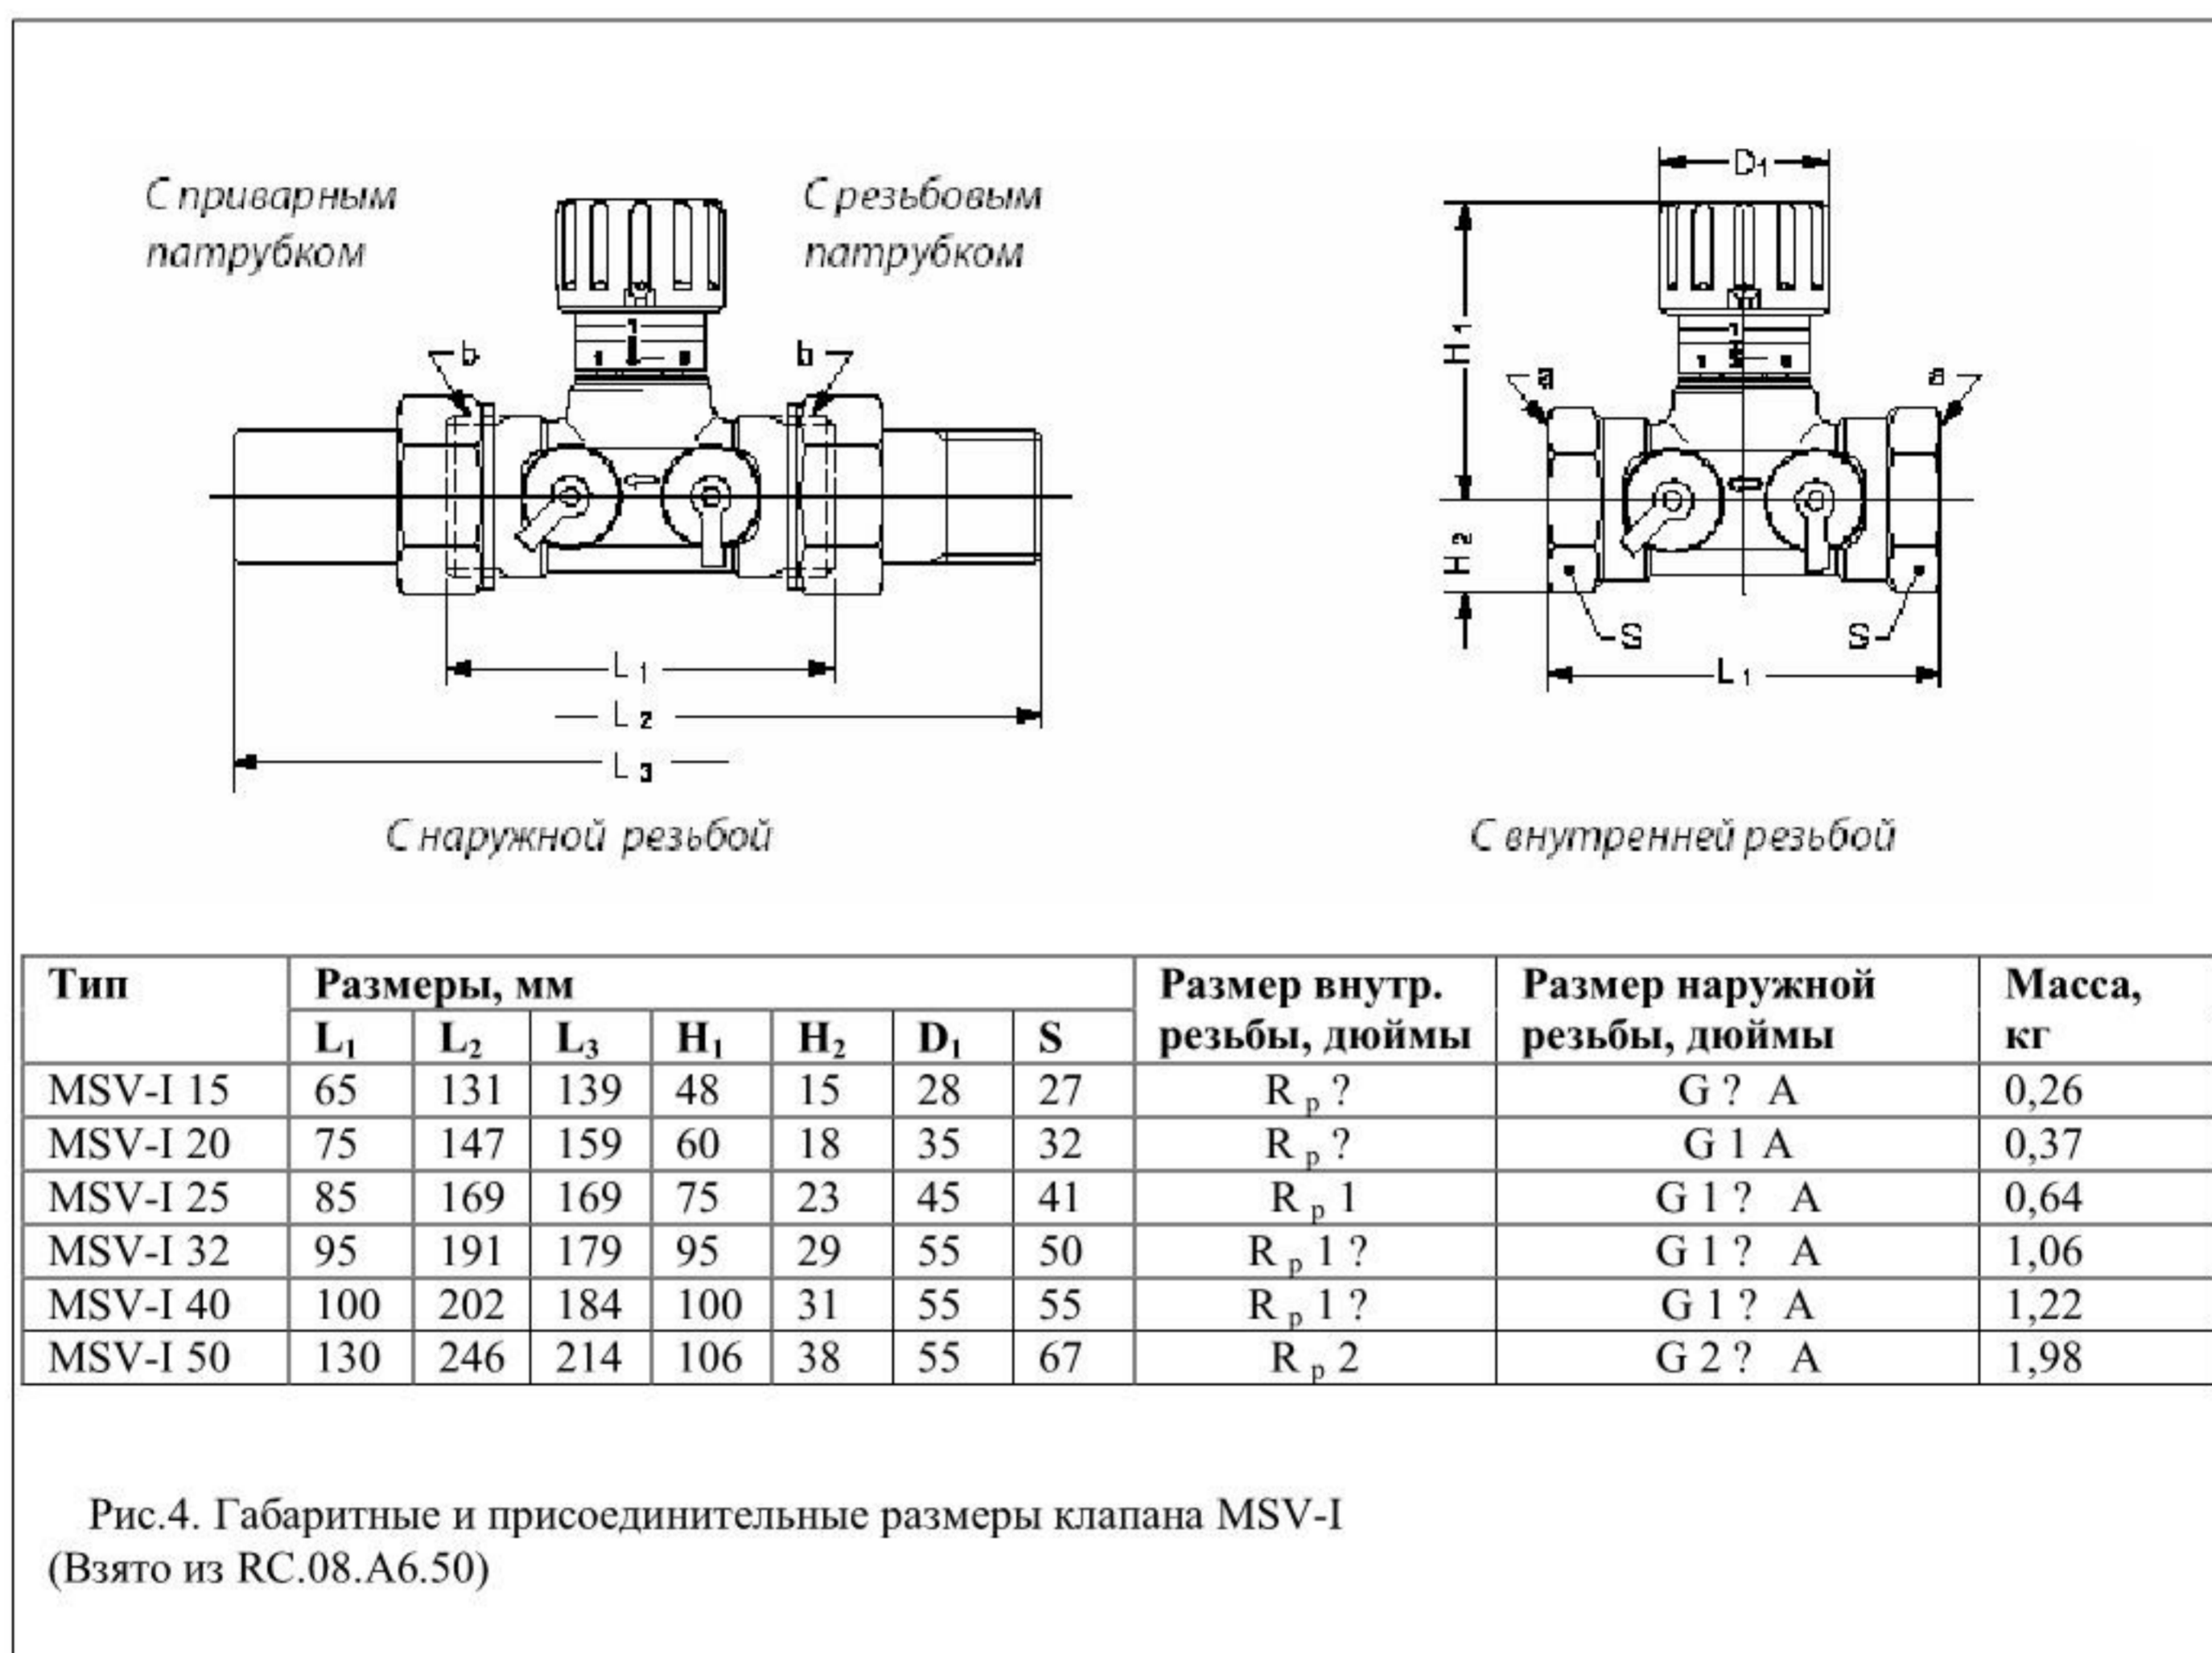 С приварным
патрубком
С резьбовым
патрубком
b
b
1
1
0
L1
L2
L3
С наружной резьбой
D1
H1
H2
1
a
a
S
S
L1
С внутренней резьбой
Тип Размеры, мм Размер внутр. резьбы, дюймы Размер наружной резьбы, дюймы Масса, кг
L₁ L₂ L₃ H₁ H₂ D₁ S
MSV-I 15 65 131 139 48 15 28 27 R p ? G ? A 0,26
MSV-I 20 75 147 159 60 18 35 32 R p ? G 1 A 0,37
MSV-I 25 85 169 169 75 23 45 41 R p 1 G 1 ? A 0,64
MSV-I 32 95 191 179 95 29 55 50 R p 1 ? G 1 ? A 1,06
MSV-I 40 100 202 184 100 31 55 55 R p 1 ? G 1 ? A 1,22
MSV-I 50 130 246 214 106 38 55 67 R p 2 G 2 ? A 1,98
Рис.4. Габаритные и присоединительные размеры клапана MSV-I
(Взято из RC.08.A6.50)